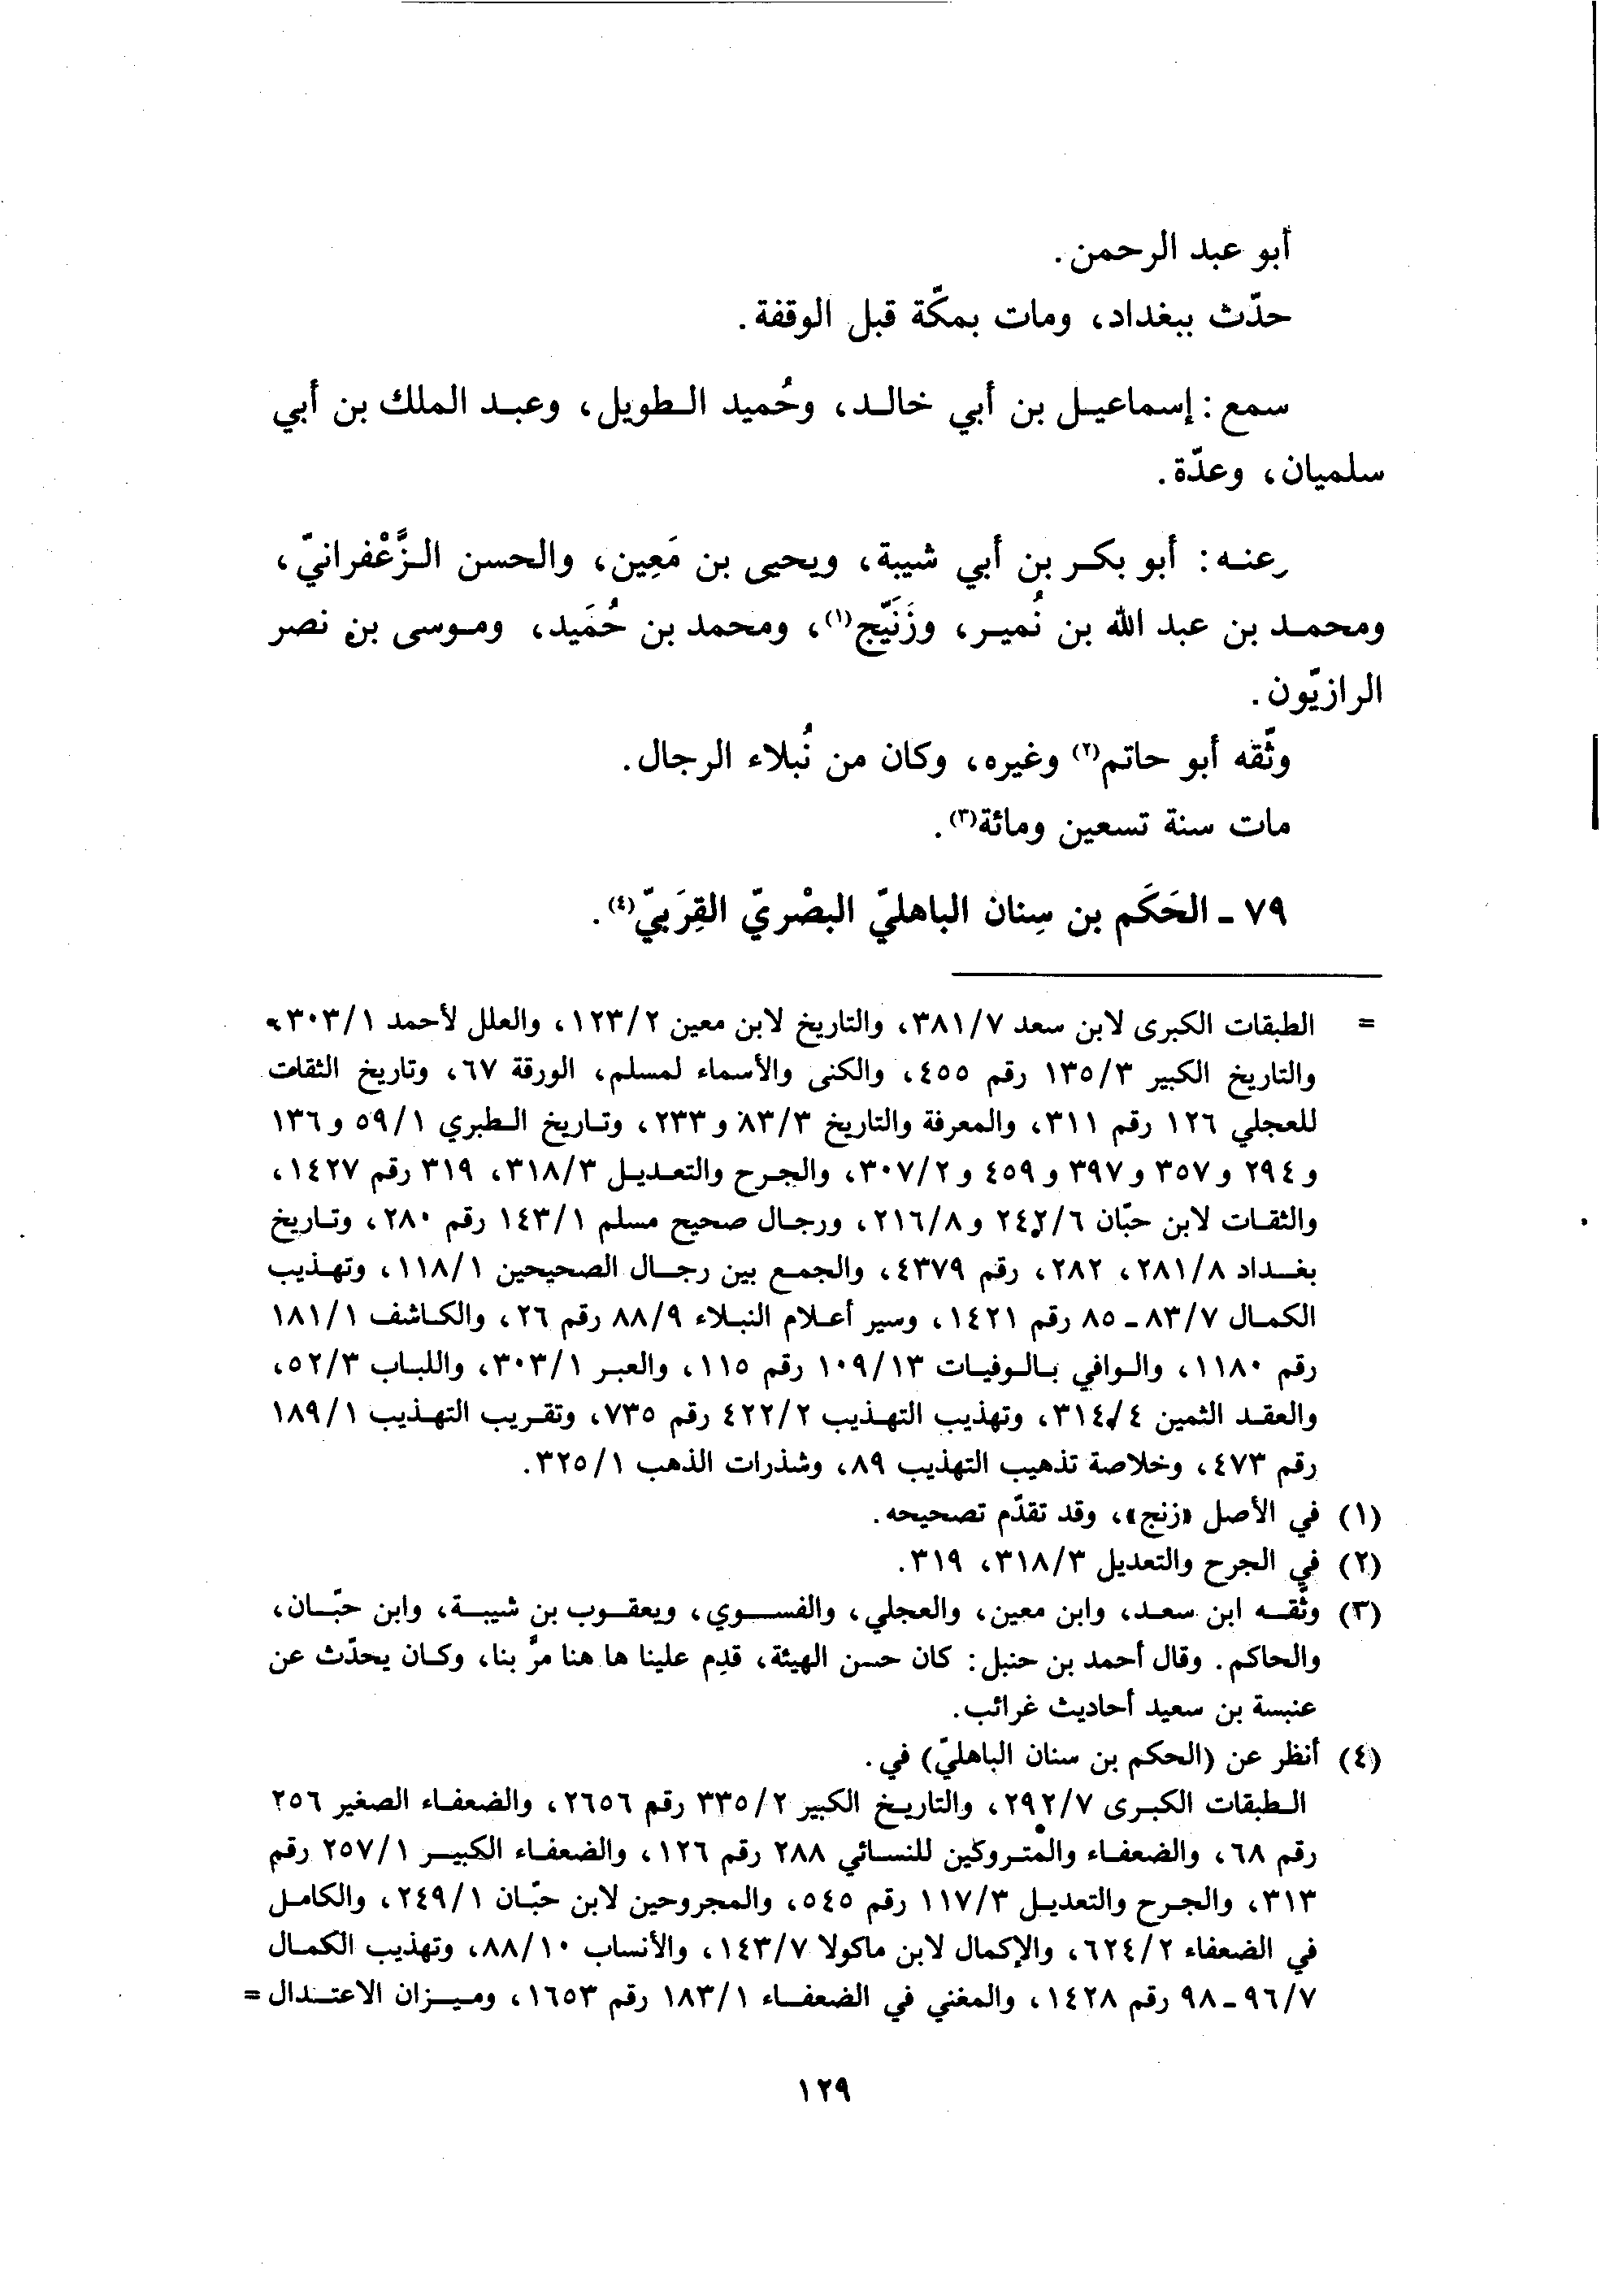 أبو عبد الرحمن.
حدّث ببغداد، ومات بمكّة قبل الوقفة.
سمع: إسماعيل بن أبي خالد، وحُميد الطويل، وعبد الملك بن أبي
سلميان، وعدّة.
رعنه: أبو بكر بن أبي شيبة، ويحيى بن مَعِين، والحسن الزَّعْفرانيّ،
ومحمد بن عبد الله بن نُمير، وزَنَيّج(١)، ومحمد بن حُمَيد، وموسى بن نصر
الرازيّون.
وثّقه أبو حاتم(٢) وغيره، وكان من نُبلاء الرجال.
مات سنة تسعين ومائة(٣).
٧٩ ـ الحَكَم بن سِنان الباهليّ البصْريّ القِرَبيّ(٤).
= الطبقات الكبرى لابن سعد ٣٨١/٧، والتاريخ لابن معين ١٢٣/٢، والعلل لأحمد ٣٠٣/١،
والتاريخ الكبير ١٣٥/٣ رقم ٤٥٥، والكنى والأسماء لمسلم، الورقة ٦٧، وتاريخ الثقات
للعجلي ١٢٦ رقم ٣١١، والمعرفة والتاريخ ٨٣/٣ و٢٣٣، وتاريخ الطبري ٥٩/١ و١٣٦
و٢٩٤ و٣٥٧ و٣٩٧ و٤٥٩ و٣٠٧/٢، والجرح والتعديل ٣١٨/٣، ٣١٩ رقم ١٤٢٧،
والثقات لابن حبّان ٢٤٢/٦ و٢١٦/٨، ورجال صحيح مسلم ١٤٣/١ رقم ٢٨٠، وتاريخ
بغداد ٢٨١/٨، ٢٨٢، رقم ٤٣٧٩، والجمع بين رجال الصحيحين ١١٨/١، وتهذيب
الكمال ٨٣/٧ ـ ٨٥ رقم ١٤٢١، وسير أعلام النبلاء ٨٨/٩ رقم ٢٦، والكاشف ١٨١/١
رقم ١١٨٠، والوافي بالوفيات ١٠٩/١٣ رقم ١١٥، والعبر ٣٠٣/١، واللباب ٥٢/٣،
والعقد الثمين ٣١٤/٤، وتهذيب التهذيب ٤٢٢/٢ رقم ٧٣٥، وتقريب التهذيب ١٨٩/١
رقم ٤٧٣، وخلاصة تذهيب التهذيب ٨٩، وشذرات الذهب ٣٢٥/١.
(١) في الأصل «زنج»، وقد تقدّم تصحيحه.
(٢) في الجرح والتعديل ٣١٨/٣، ٣١٩.
(٣) وثّقه ابن سعد، وابن معين، والعجلي، والفسوي، ويعقوب بن شيبة، وابن حبّان،
والحاكم. وقال أحمد بن حنبل: كان حسن الهيئة، قدِم علينا ها هنا مرَّ بنا، وكان يحدّث عن
عنبسة بن سعيد أحاديث غرائب.
(٤) أنظر عن (الحكم بن سنان الباهليّ) في.
الطبقات الكبرى ٢٩٢/٧، والتاريخ الكبير ٣٣٥/٢ رقم ٢٦٥٦، والضعفاء الصغير ٢٥٦
رقم ٦٨، والضعفاء والمتروكين للنسائي ٢٨٨ رقم ١٢٦، والضعفاء الكبير ٢٥٧/١ رقم
٣١٣، والجرح والتعديل ١١٧/٣ رقم ٥٤٥، والمجروحين لابن حبّان ٢٤٩/١، والكامل
في الضعفاء ٦٢٤/٢، والإكمال لابن ماكولا ١٤٣/٧، والأنساب ٨٨/١٠، وتهذيب الكمال
٩٦/٧ ـ ٩٨ رقم ١٤٢٨، والمغني في الضعفاء ١٨٣/١ رقم ١٦٥٣، وميزان الاعتدال =
١٢٩